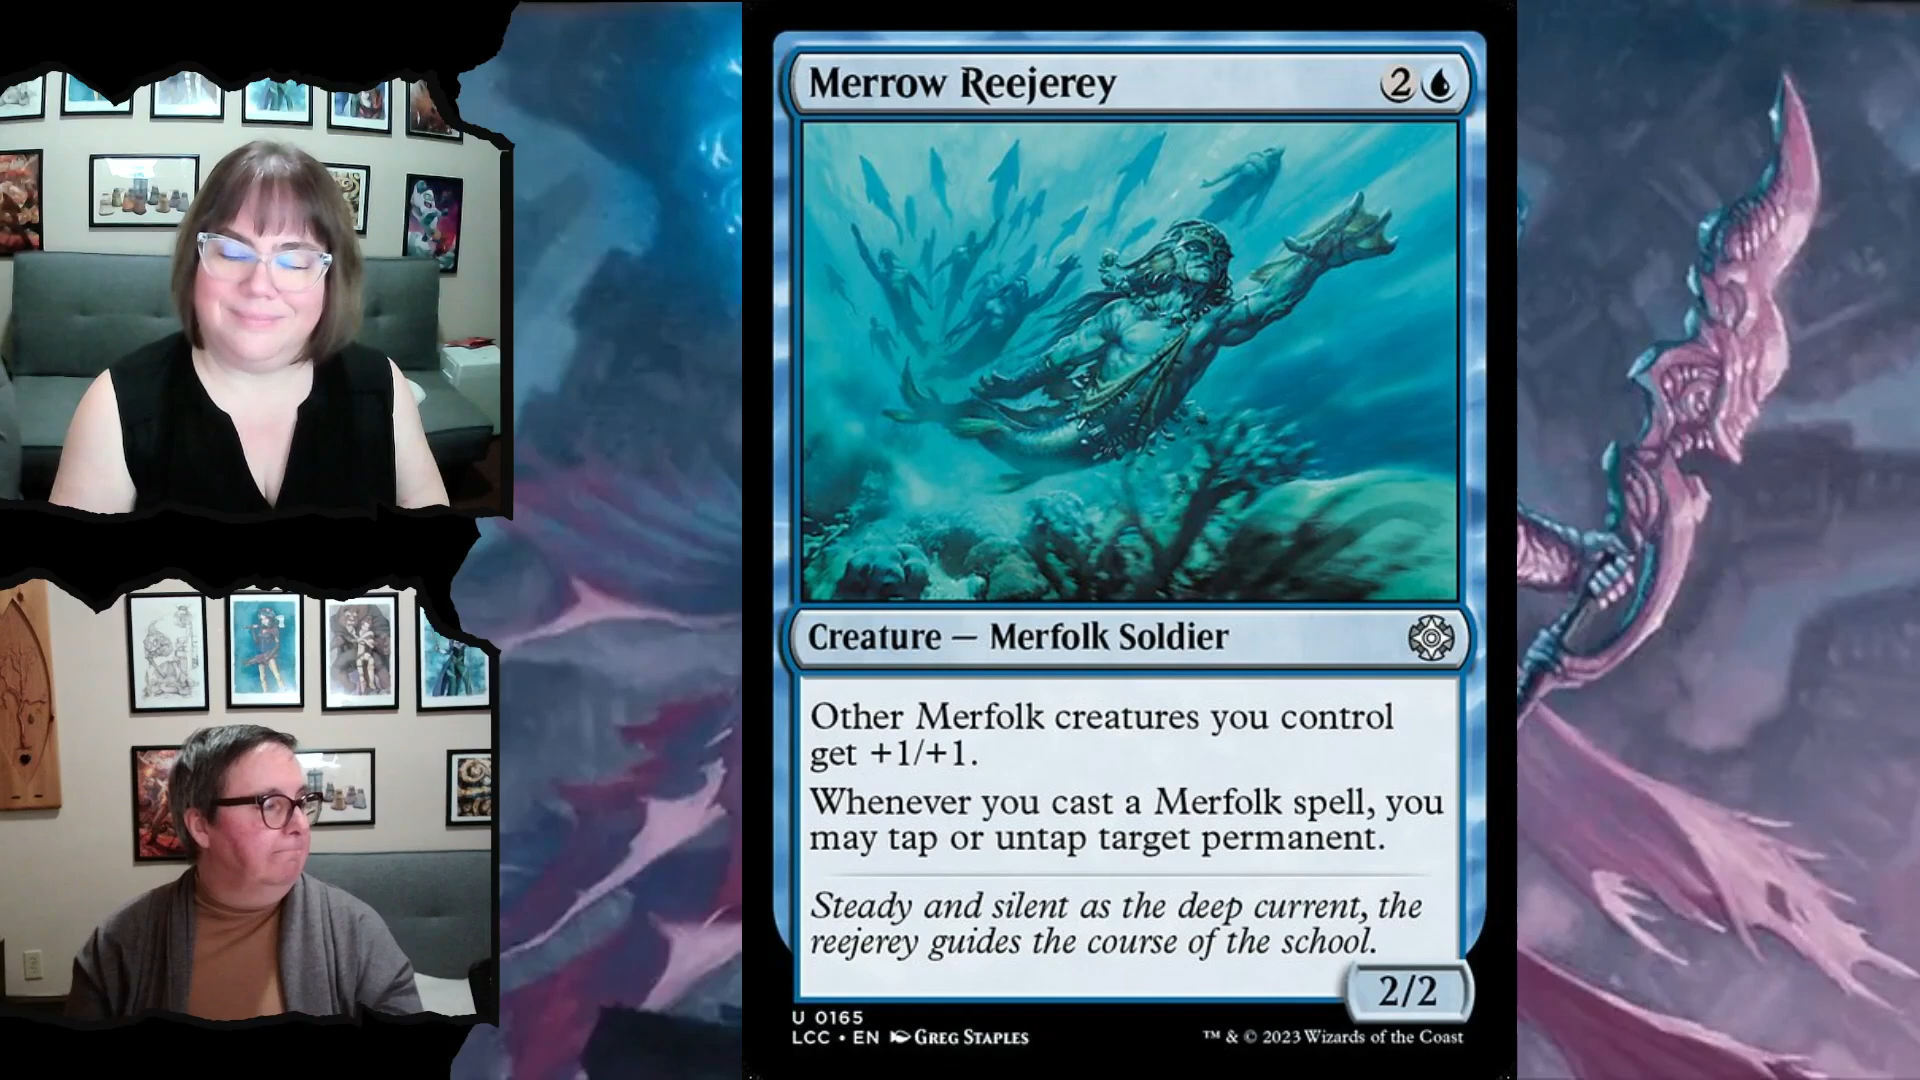 Merrow Reejerey 2
Creature — Merfolk Soldier
Other Merfolk creatures you control
get +1/+1.
Whenever you cast a Merfolk spell, you
may tap or untap target permanent.
Steady and silent as the deep current, the
reejerey guides the course of the school.
2/2
U 0165
LCC • EN Greg Staples
™ & © 2023 Wizards of the Coast